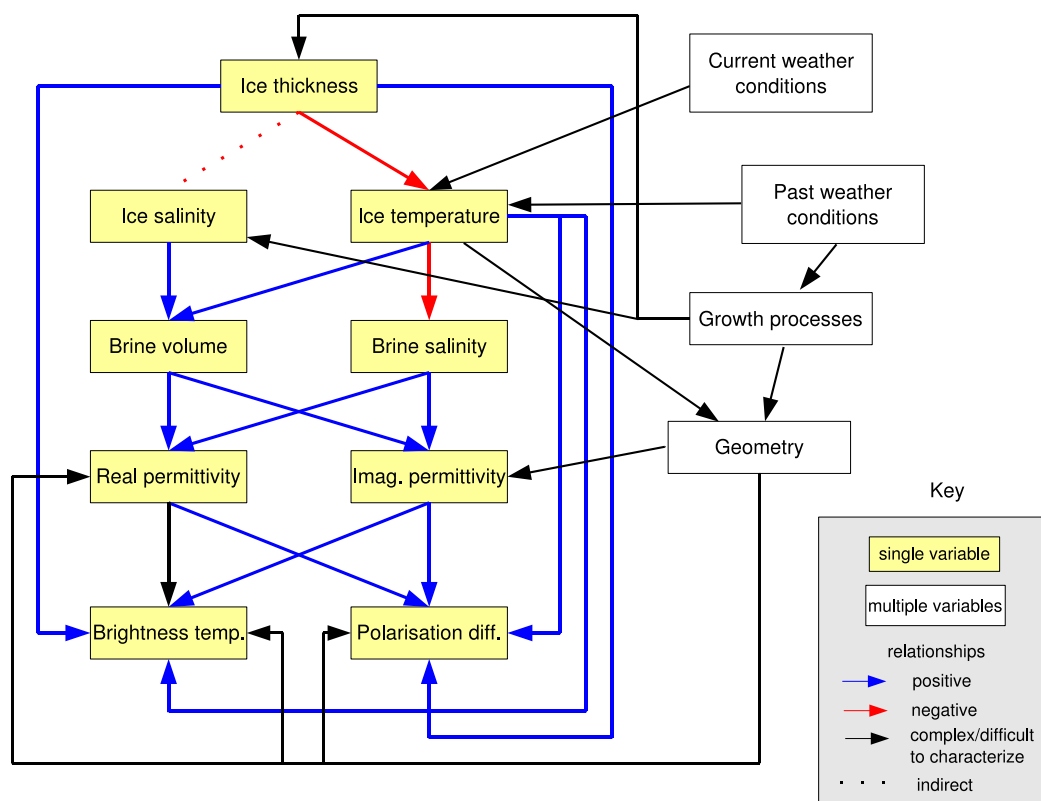 Ice thickness
Current weather
conditions
Ice salinity
Ice temperature
Past weather
conditions
Brine volume
Brine salinity
Growth processes
Real permittivity
Imag. permittivity
Geometry
Brightness temp.
Polarisation diff.
Key
single variable
multiple variables
relationships
positive
negative
complex/difficult
to characterize
indirect